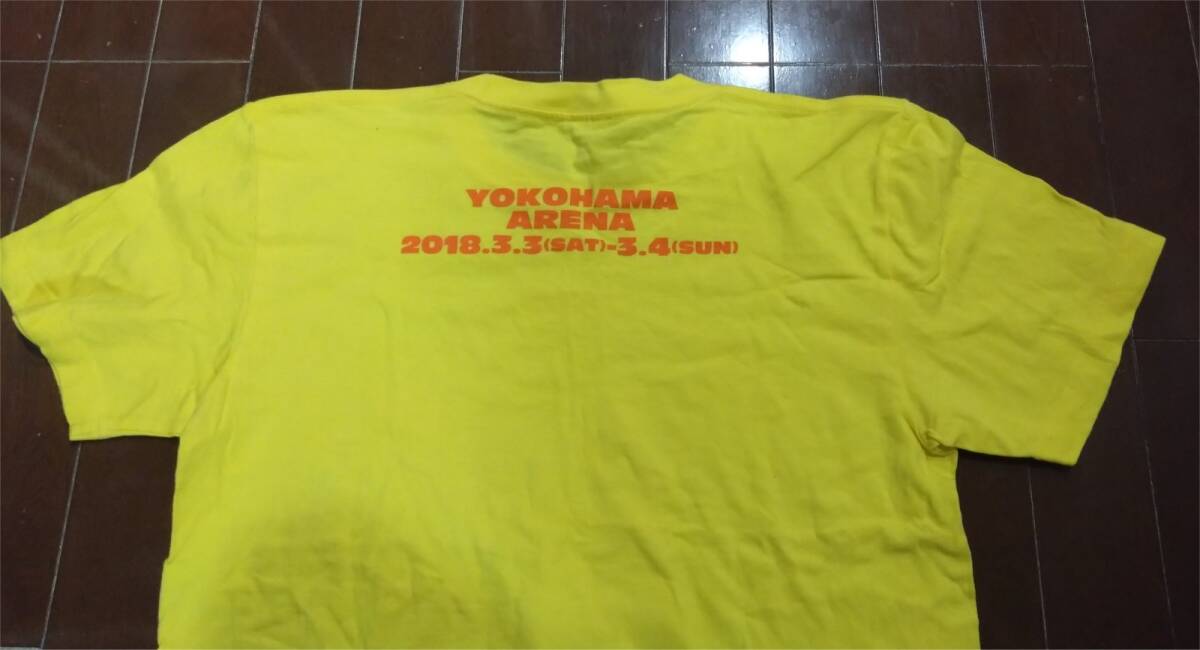 YOKOHAMA
ARENA
2018.3.3(SAT)-3.4(SUN)